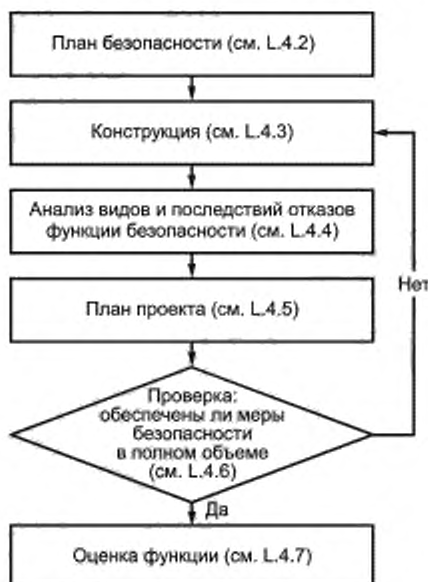 План безопасности (см. L.4.2)
Конструкция (см. L.4.3)
Анализ видов и последствий отказов
функции безопасности (см. L.4.4)
План проекта (см. L.4.5)
Нет
Проверка:
обеспечены ли меры
безопасности
в полном объеме
(см. L.4.6)
Да
Оценка функции (см. L.4.7)